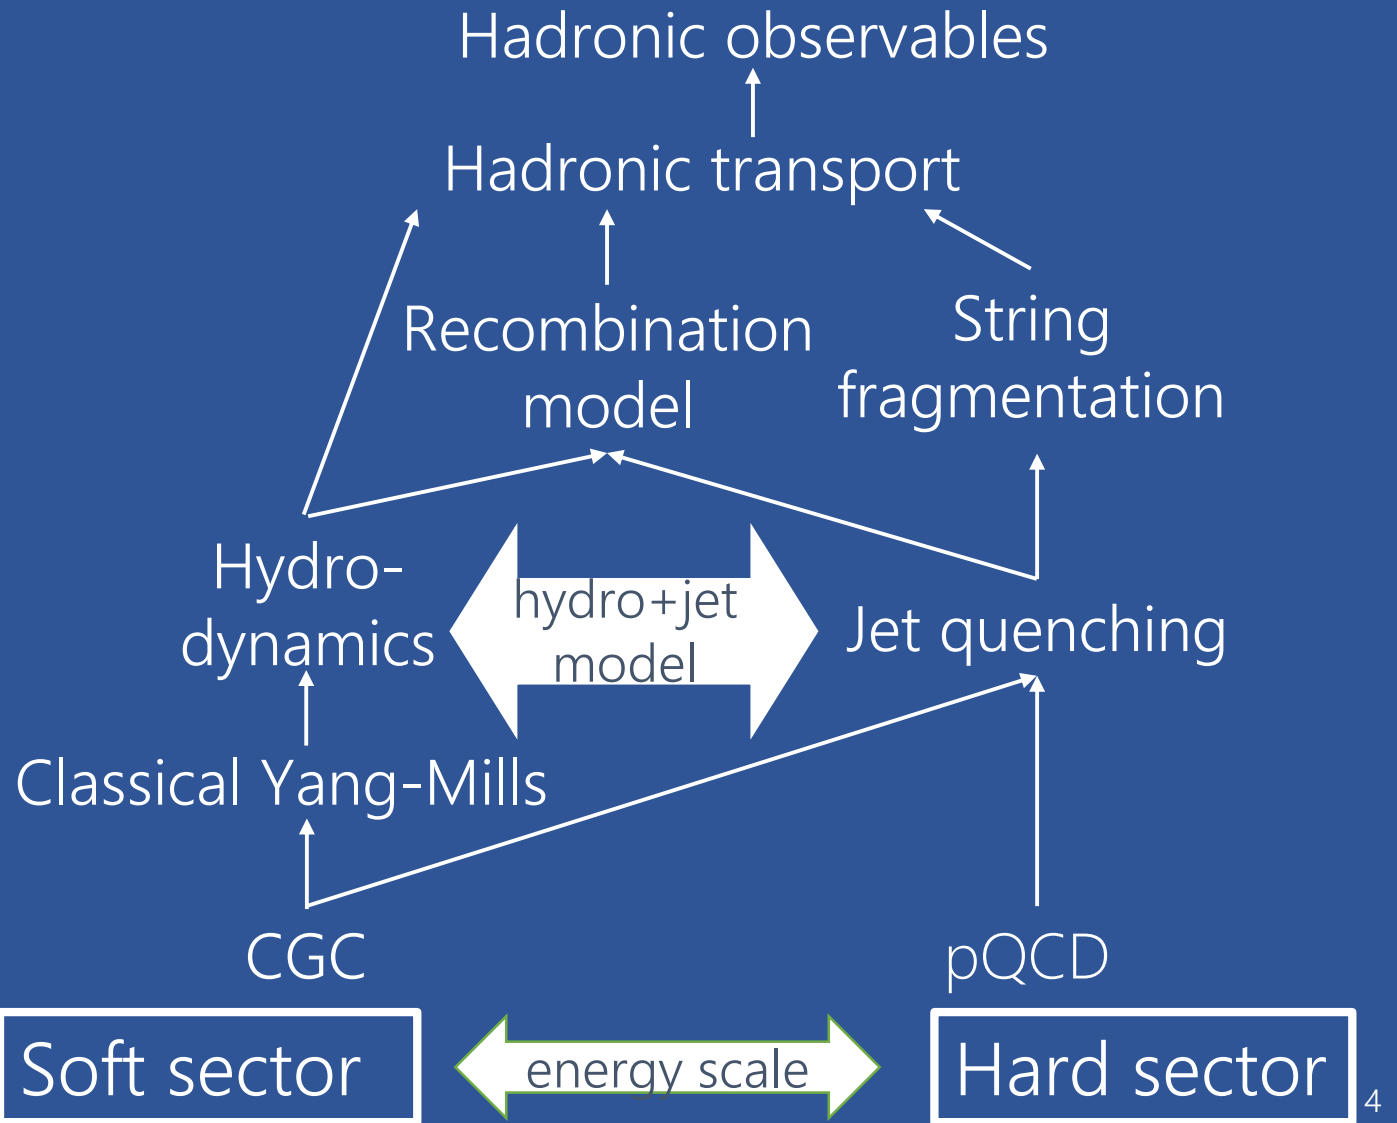 Hadronic observables
Hadronic transport
Recombination
model
String
fragmentation
Hydro-
dynamics
hydro+jet
model
Jet quenching
Classical Yang-Mills
CGC
pQCD
Soft sector
energy scale
Hard sector
4